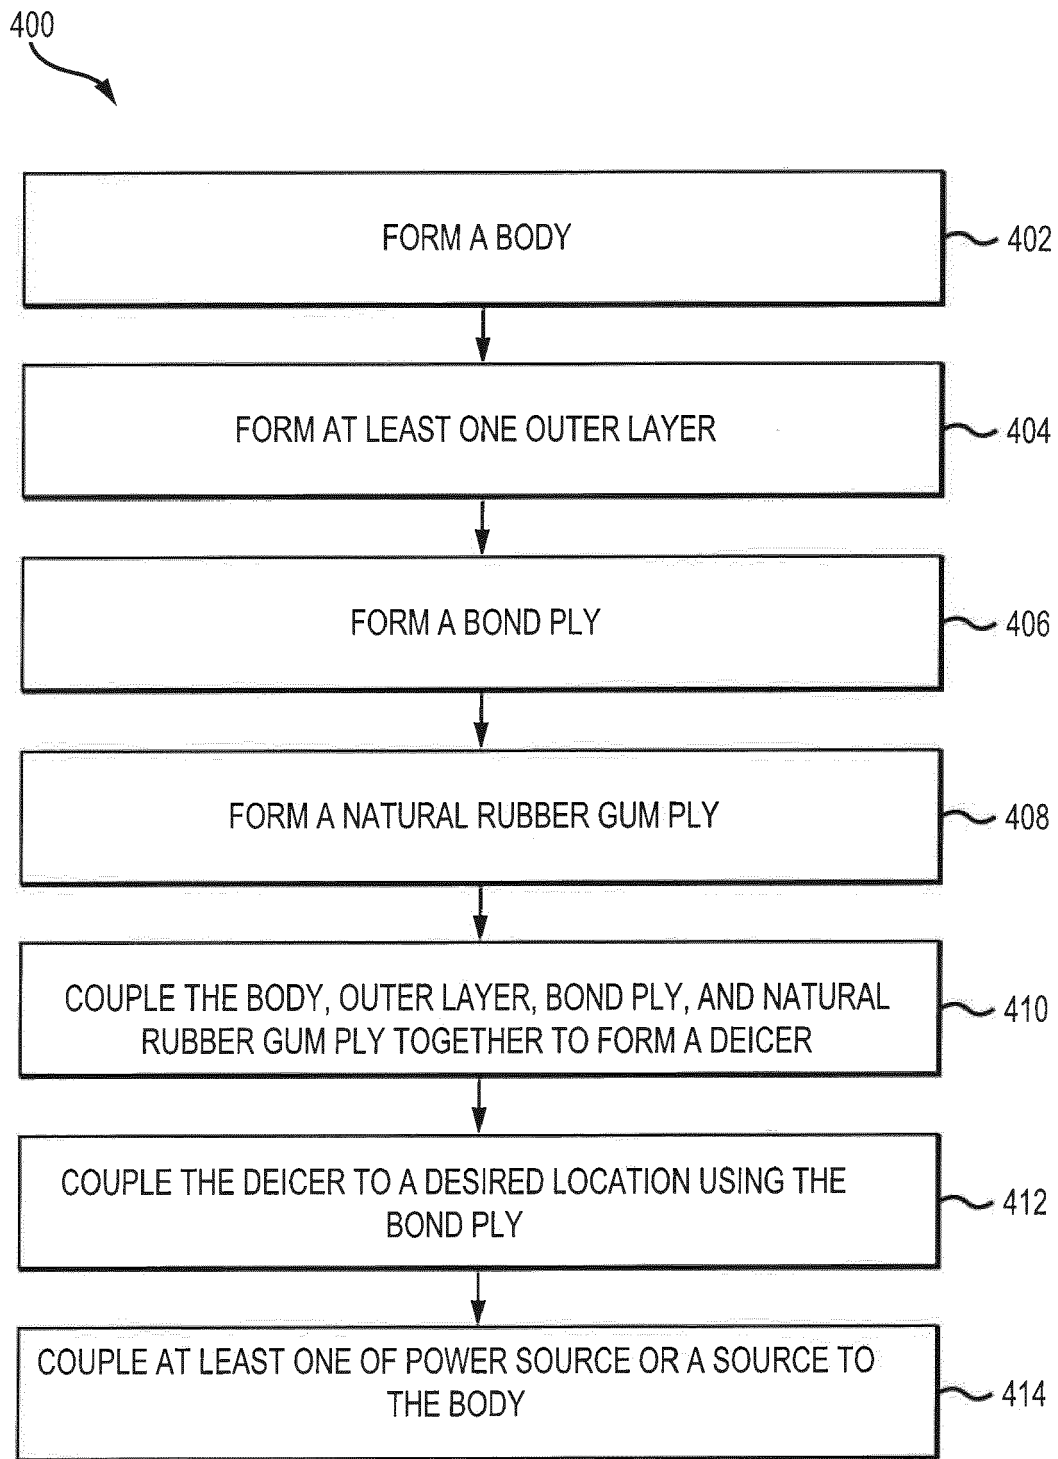 400
FORM A BODY
402
FORM AT LEAST ONE OUTER LAYER
404
FORM A BOND PLY
406
FORM A NATURAL RUBBER GUM PLY
408
COUPLE THE BODY, OUTER LAYER, BOND PLY, AND NATURAL
RUBBER GUM PLY TOGETHER TO FORM A DEICER
410
COUPLE THE DEICER TO A DESIRED LOCATION USING THE
BOND PLY
412
COUPLE AT LEAST ONE OF POWER SOURCE OR A SOURCE TO
THE BODY
414